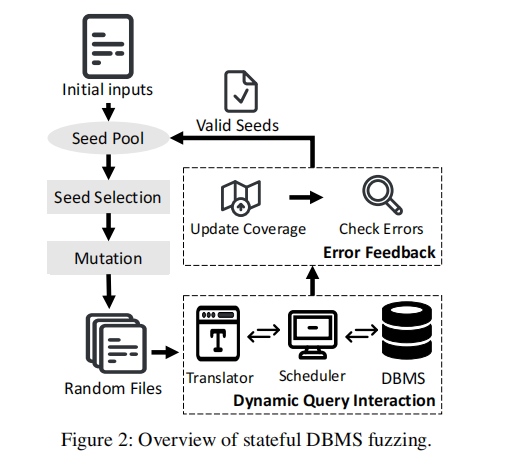 Initial inputs
Seed Pool
Valid Seeds
Seed Selection
Update Coverage
Check Errors
Error Feedback
Mutation
Random Files
T
Translator
Scheduler
DBMS
Dynamic Query Interaction
Figure 2: Overview of stateful DBMS fuzzing.